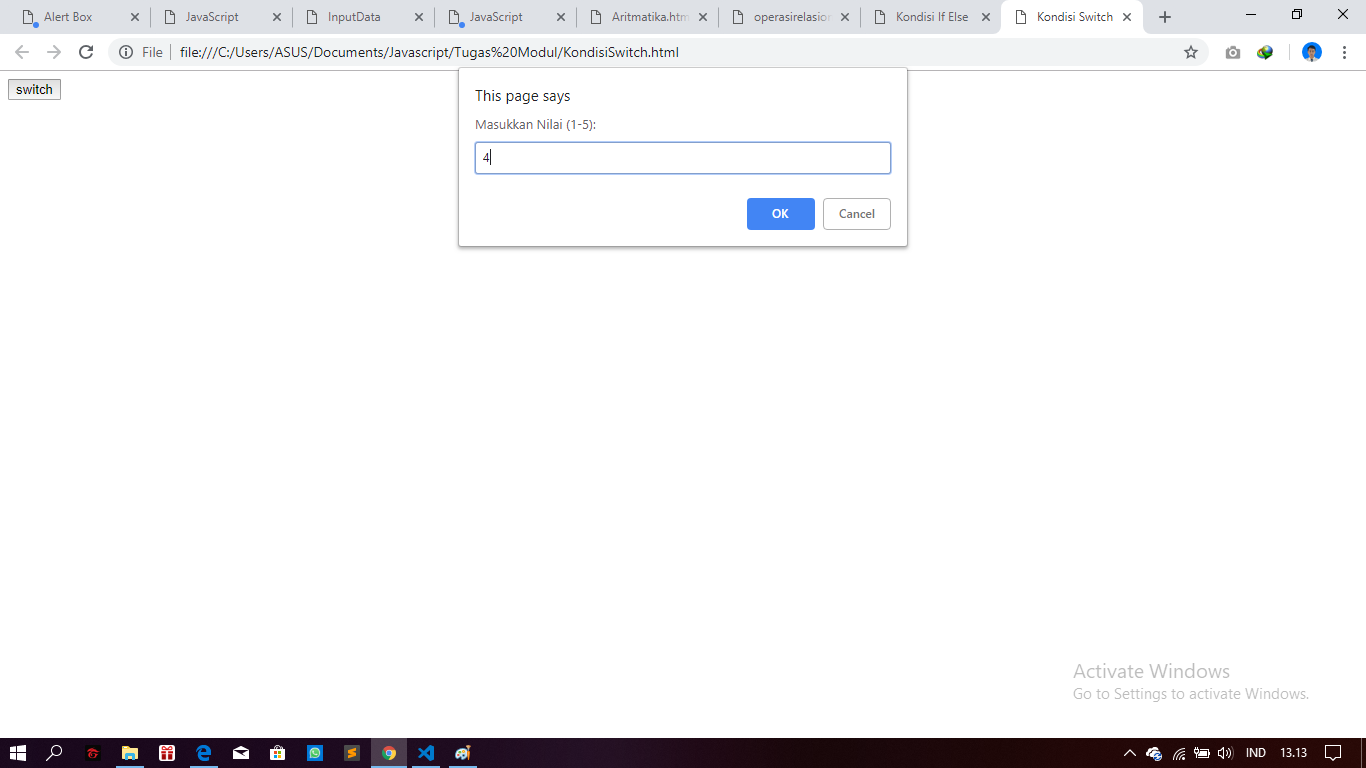 Alert Box
JavaScript
InputData
JavaScript
Aritmatika.htm
operasirelasion
Kondisi If Else
Kondisi Switch
File
file:///C:/Users/ASUS/Documents/Javascript/Tugas%20Modul/KondisiSwitch.html
switch
This page says
Masukkan Nilai (1-5):
4
OK
Cancel
Activate Windows
Go to Settings to activate Windows.
IND
13.13